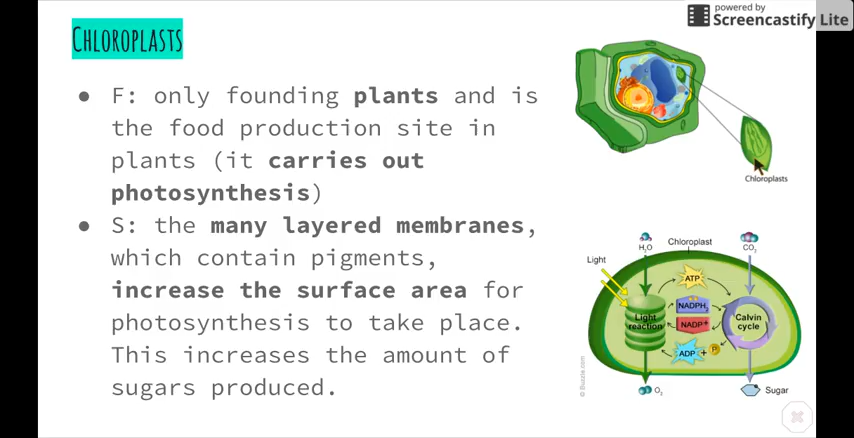 powered by
Screencastify Lite
Chloroplasts
● F: only founding plants and is
the food production site in
plants (it carries out
photosynthesis)
● S: the many layered membranes,
which contain pigments,
increase the surface area for
photosynthesis to take place.
This increases the amount of
sugars produced.
Chloroplasts
H₂O
Chloroplast
CO₂
Light
ATP
Light
reaction
NADPH₂
NADP+
Calvin
cycle
ADP + P
O₂
Sugar
© Buzzle.com